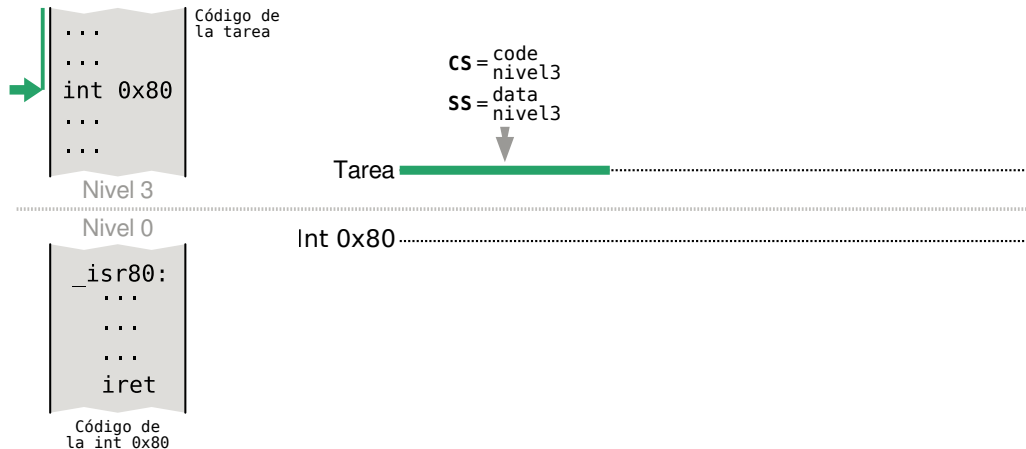 Código de
la tarea
...
...
int 0x80
...
...
Nivel 3
CS = code nivel3
SS = data nivel3
Tarea
Nivel 0
Int 0x80
_isr80:
...
...
...
iret
Código de
la int 0x80